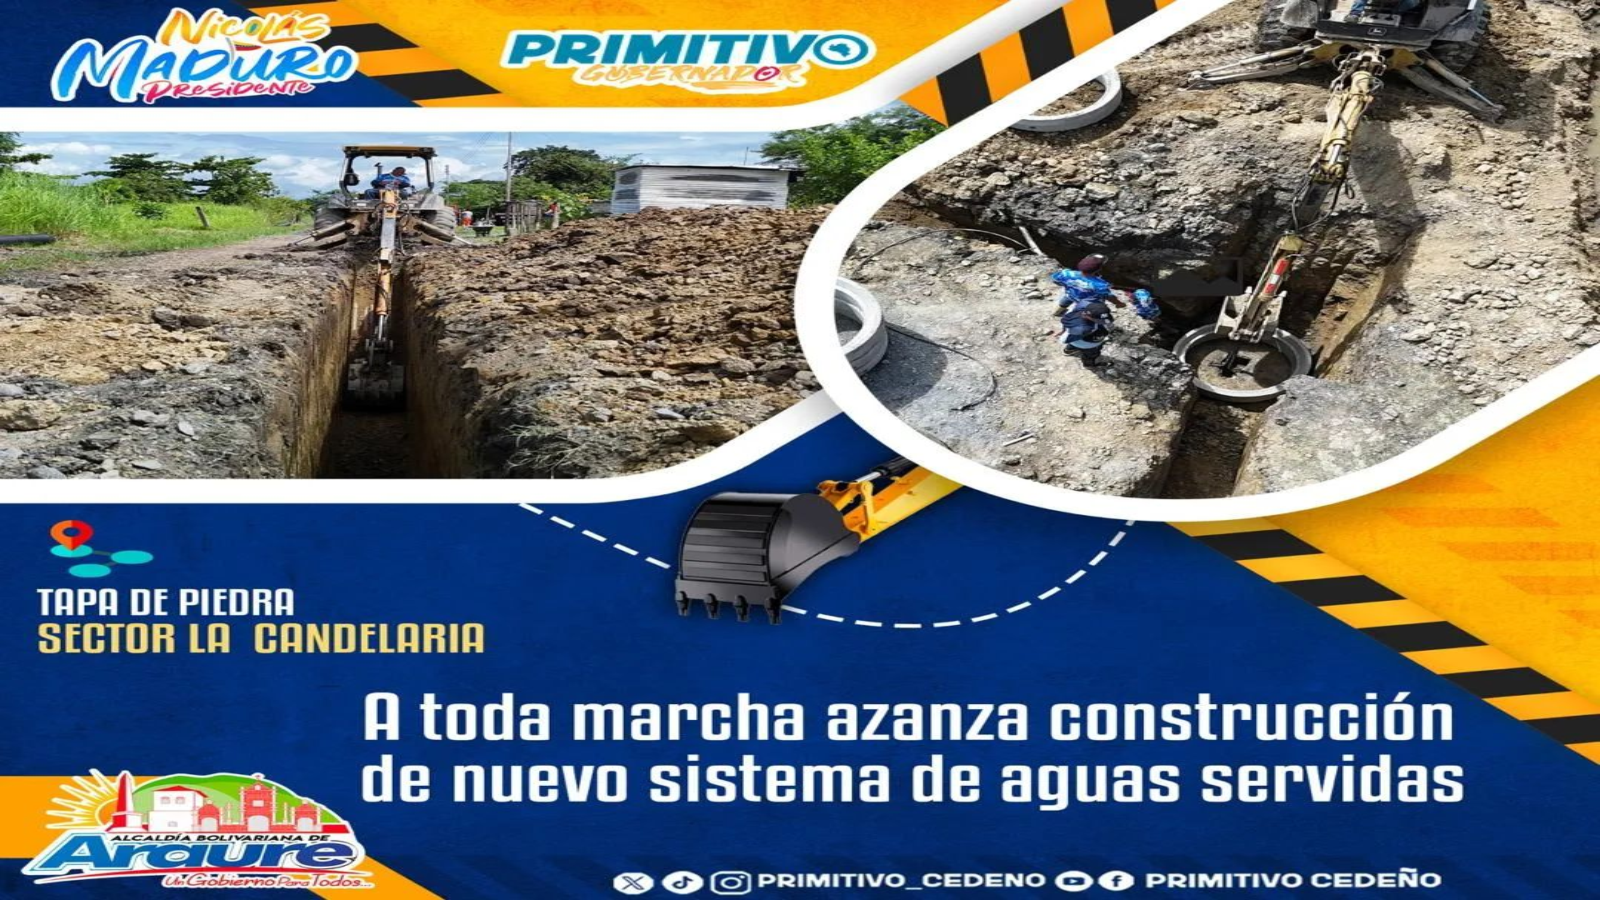 Nicolás
Maduro
Presidente
PRIMITIVO
GOBERNADOR
TAPA DE PIEDRA
SECTOR LA CANDELARIA
A toda marcha azanza construcción
de nuevo sistema de aguas servidas
ALCALDÍA BOLIVARIANA DE
Araure
Un Gobierno Para Todos...
PRIMITIVO_CEDENO
PRIMITIVO CEDEÑO